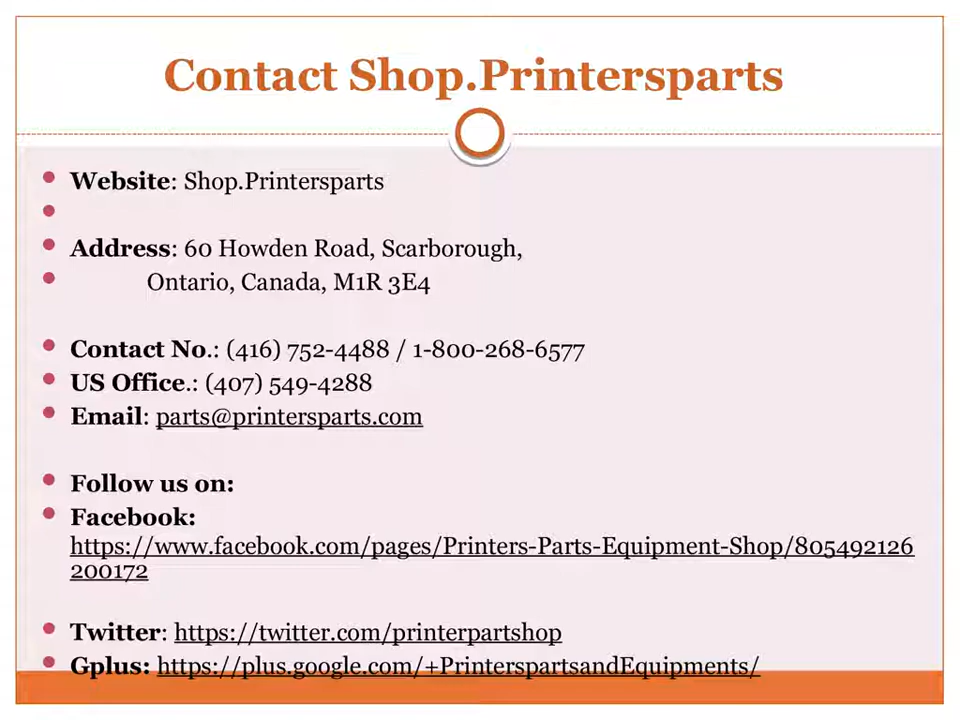 Contact Shop.Printersparts
Website: Shop.Printersparts
Address: 60 Howden Road, Scarborough,
Ontario, Canada, M1R 3E4
Contact No.: (416) 752-4488 / 1-800-268-6577
US Office.: (407) 549-4288
Email: parts@printersparts.com
Follow us on:
Facebook:
https://www.facebook.com/pages/Printers-Parts-Equipment-Shop/805492126
200172
Twitter: https://twitter.com/printerpartshop
Gplus: https://plus.google.com/+PrinterspartsandEquipments/